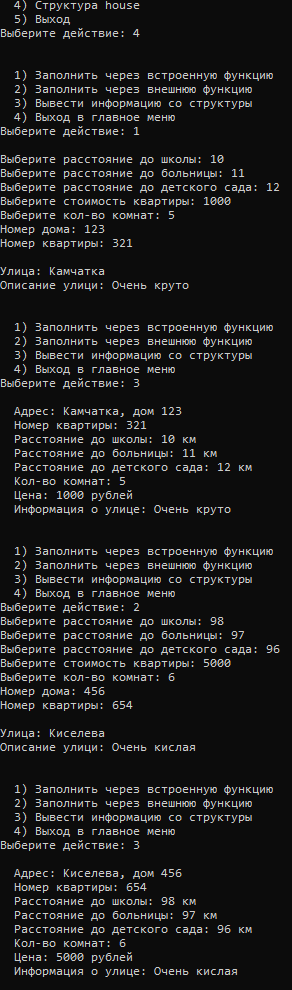 4) Структура house
5) Выход
Выберите действие: 4
1) Заполнить через встроенную функцию
2) Заполнить через внешнюю функцию
3) Вывести информацию со структуры
4) Выход в главное меню
Выберите действие: 1
Выберите расстояние до школы: 10
Выберите расстояние до больницы: 11
Выберите расстояние до детского сада: 12
Выберите стоимость квартиры: 1000
Выберите кол-во комнат: 5
Номер дома: 123
Номер квартиры: 321
Улица: Камчатка
Описание улици: Очень круто
1) Заполнить через встроенную функцию
2) Заполнить через внешнюю функцию
3) Вывести информацию со структуры
4) Выход в главное меню
Выберите действие: 3
Адрес: Камчатка, дом 123
Номер квартиры: 321
Расстояние до школы: 10 км
Расстояние до больницы: 11 км
Расстояние до детского сада: 12 км
Кол-во комнат: 5
Цена: 1000 рублей
Информация о улице: Очень круто
1) Заполнить через встроенную функцию
2) Заполнить через внешнюю функцию
3) Вывести информацию со структуры
4) Выход в главное меню
Выберите действие: 2
Выберите расстояние до школы: 98
Выберите расстояние до больницы: 97
Выберите расстояние до детского сада: 96
Выберите стоимость квартиры: 5000
Выберите кол-во комнат: 6
Номер дома: 456
Номер квартиры: 654
Улица: Киселева
Описание улици: Очень кислая
1) Заполнить через встроенную функцию
2) Заполнить через внешнюю функцию
3) Вывести информацию со структуры
4) Выход в главное меню
Выберите действие: 3
Адрес: Киселева, дом 456
Номер квартиры: 654
Расстояние до школы: 98 км
Расстояние до больницы: 97 км
Расстояние до детского сада: 96 км
Кол-во комнат: 6
Цена: 5000 рублей
Информация о улице: Очень кислая